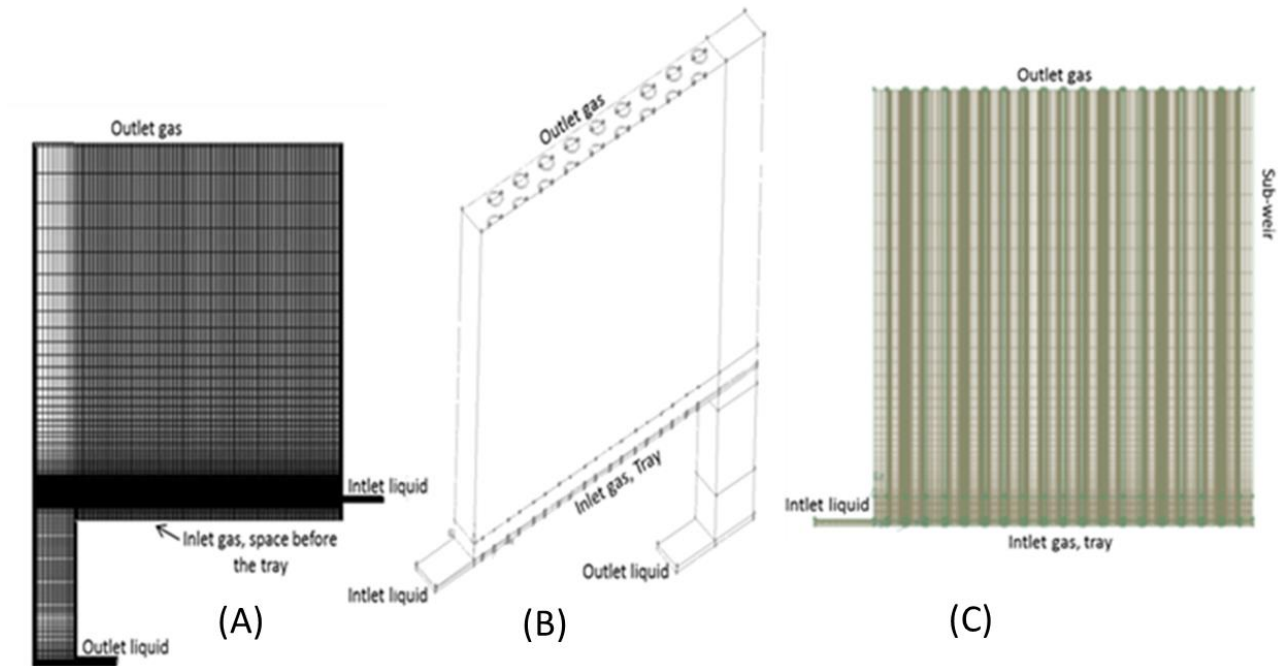 Outlet gas
Intlet liquid
Inlet gas, space before
the tray
Outlet liquid
(A)
Outlet gas
Inlet gas, Tray
Outlet liquid
Intlet liquid
(B)
Outlet gas
Sub-weir
Intlet liquid
Intlet gas, tray
(C)